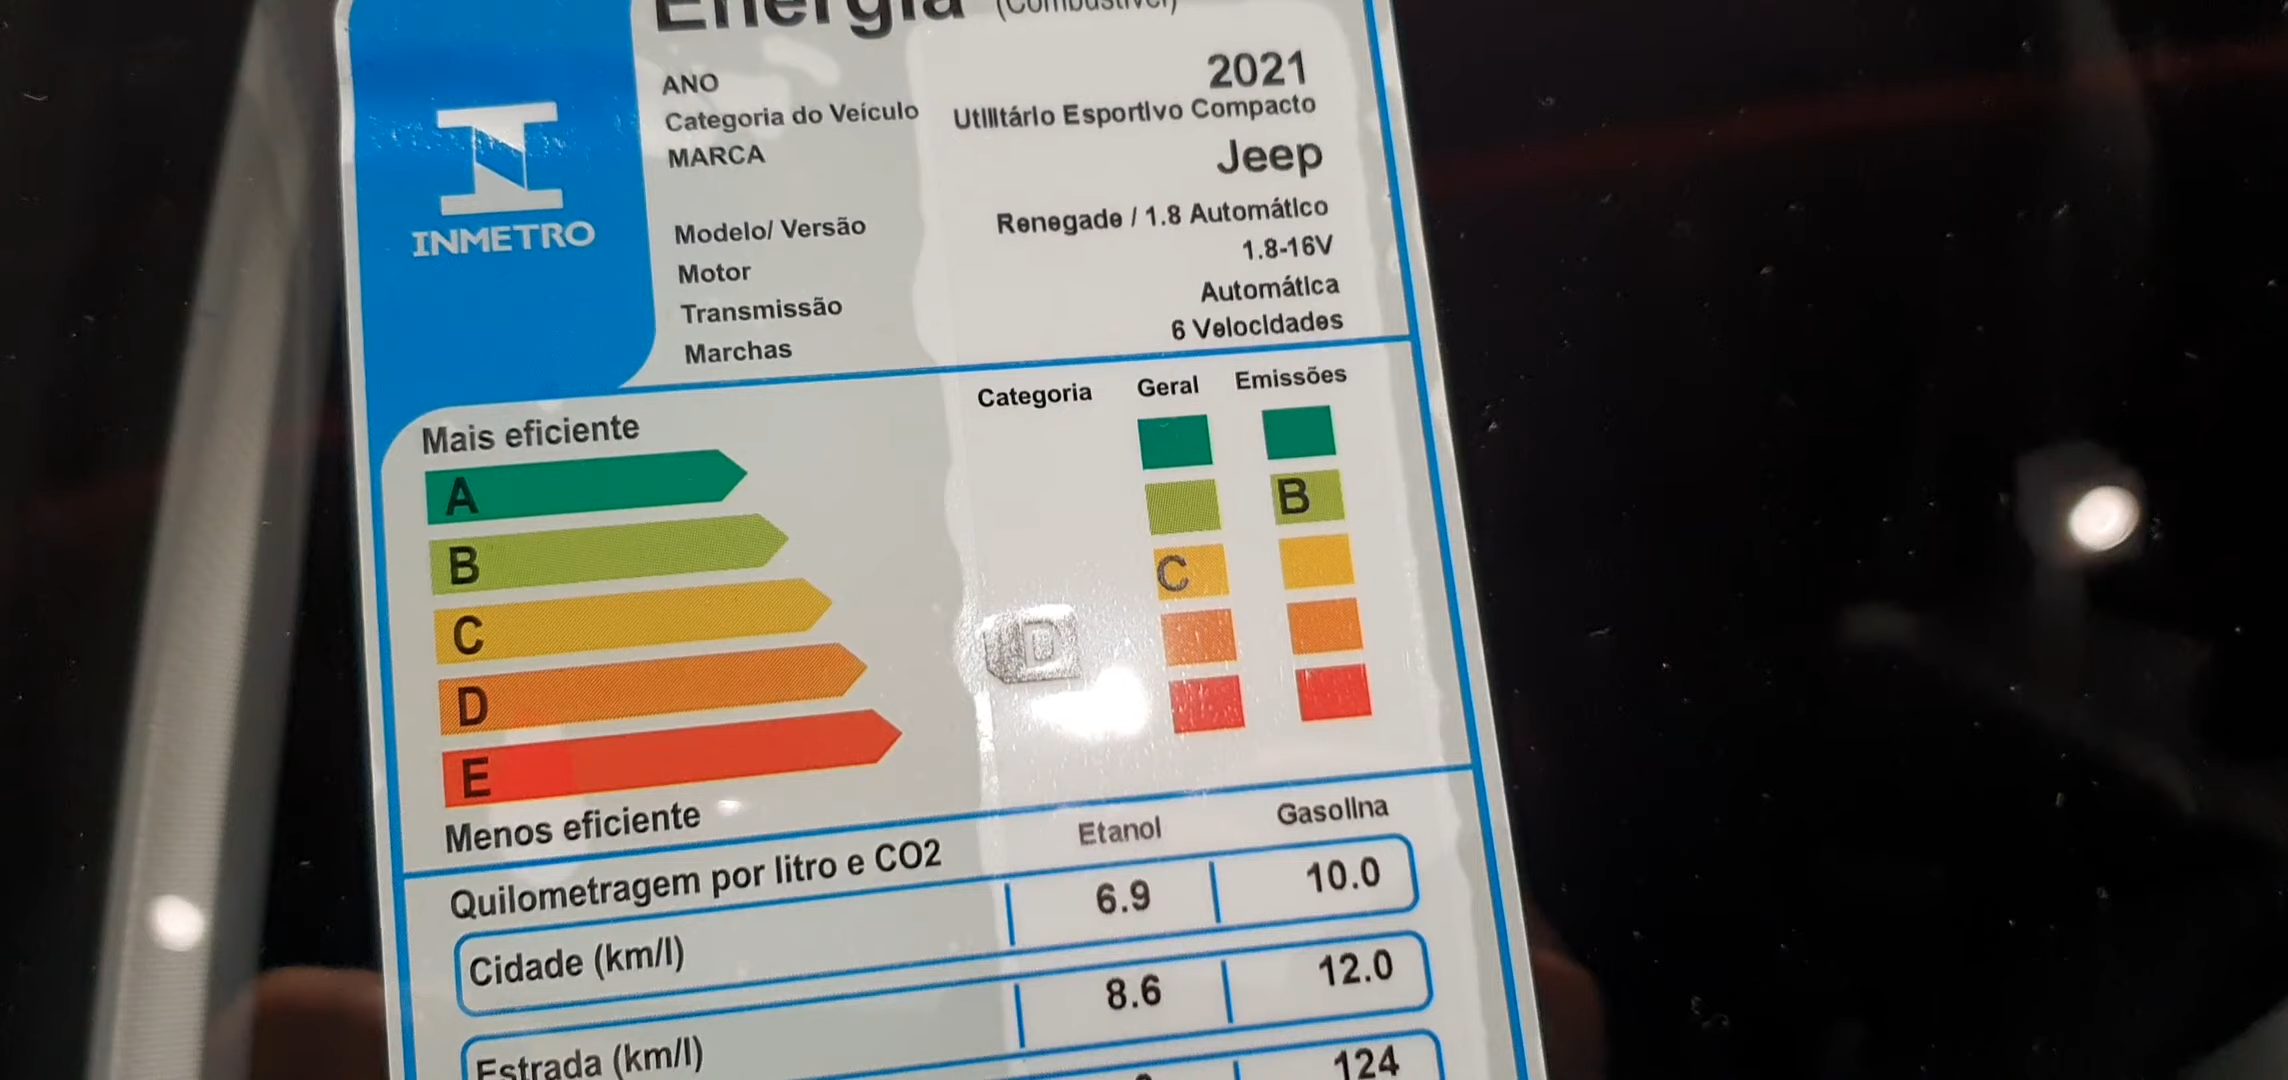 Energia (Combustível)
ANO 2021
Categoria do Veículo Utilitário Esportivo Compacto
MARCA Jeep
INMETRO
Modelo/ Versão Renegade / 1.8 Automático
Motor 1.8-16V
Transmissão Automática
Marchas 6 Velocidades
Categoria Geral Emissões
Mais eficiente
A
B B
C C
D D
E
Menos eficiente
Quilometragem por litro e CO2 Etanol Gasolina
Cidade (km/l) 6.9 10.0
Estrada (km/l) 8.6 12.0
124